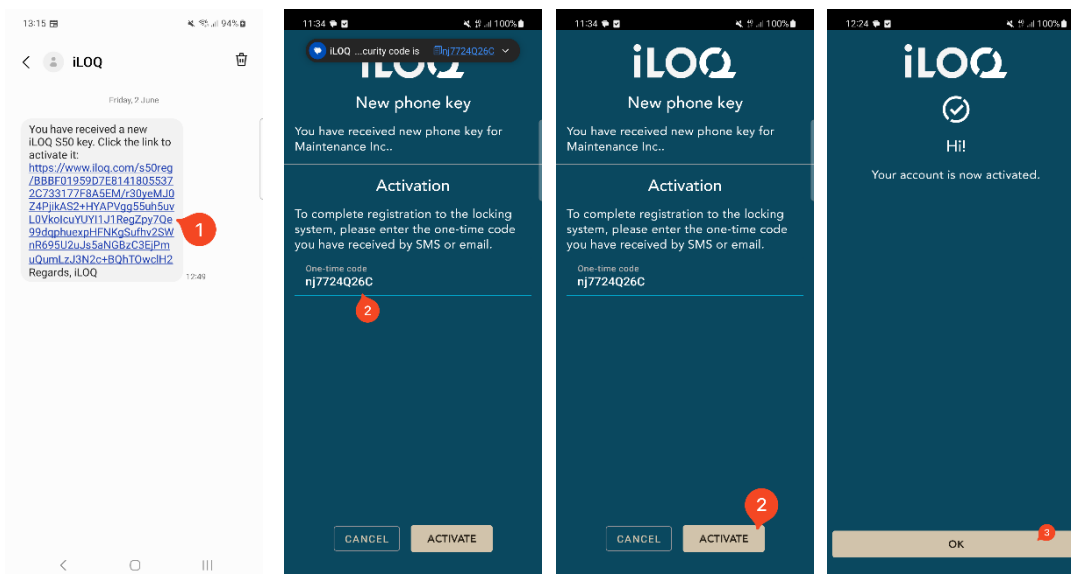 13:15
94%
iLOQ
Friday, 2 June
You have received a new
iLOQ S50 key. Click the link to
activate it:
https://www.iloq.com/s50reg
/BBBF01959D7E8141805537
2C733177F8A5EM/r30yeMJ0
Z4PjikAS2+HYAPVgg55uh5uv
L0VkoIcuYUYI1J1RegZpy7Qe
99dqphuexpHFNKgSufhv2SW
nR695U2uJs5aNGBzC3EjPm
uQumLzJ3N2c+BQhTOwclH2
Regards, iLOQ
12:49
1
11:34
100%
iLOQ ...curity code is nj7724Q26C
iLOQ
New phone key
You have received new phone key for
Maintenance Inc..
Activation
To complete registration to the locking
system, please enter the one-time code
you have received by SMS or email.
One-time code
nj7724Q26C
2
CANCEL
ACTIVATE
11:34
100%
iLOQ
New phone key
You have received new phone key for
Maintenance Inc..
Activation
To complete registration to the locking
system, please enter the one-time code
you have received by SMS or email.
One-time code
nj7724Q26C
2
CANCEL
ACTIVATE
12:24
100%
iLOQ
Hi!
Your account is now activated.
3
OK